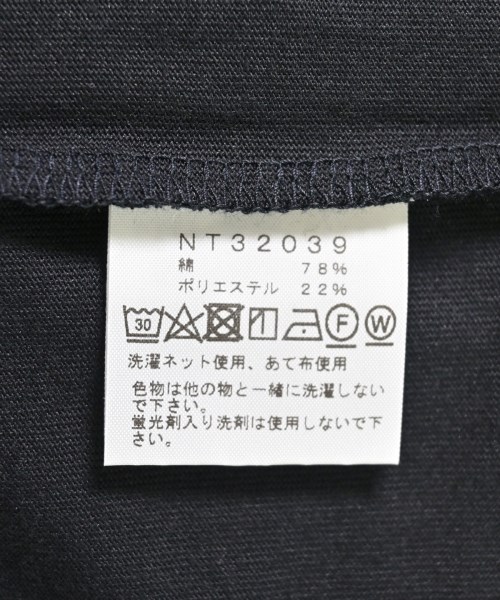 NT32039
綿 78%
ポリエステル 22%
30 F W
洗濯ネット使用、あて布使用
色物は他の物と一緒に洗濯しない
で下さい。
蛍光剤入り洗剤は使用しないで下
さい。